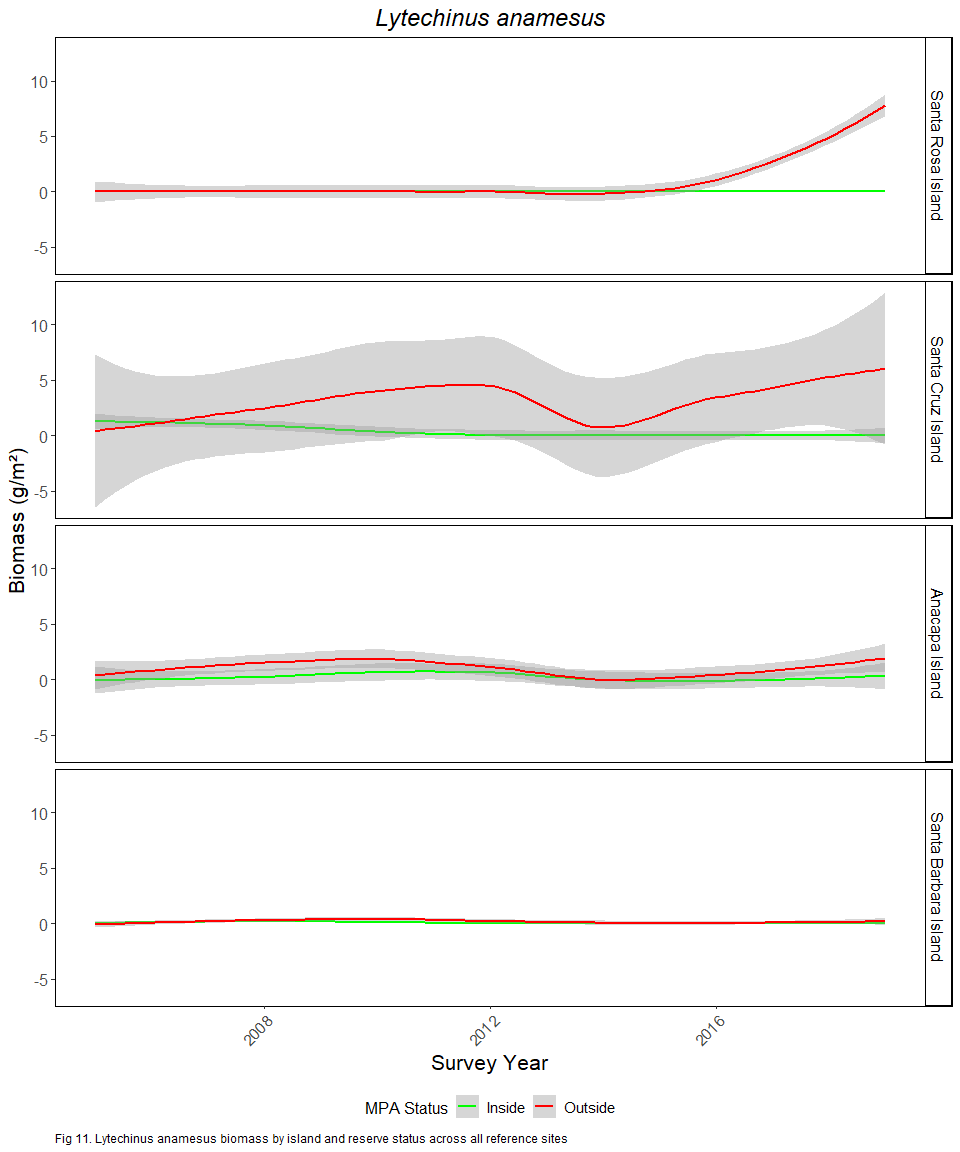 Lytechinus anamesus
10
5
0
-5
Santa Rosa Island
10
5
0
-5
Santa Cruz Island
Biomass (g/m²)
10
5
0
-5
Anacapa Island
10
5
0
-5
Santa Barbara Island
2008 2012 2016
Survey Year
MPA Status Inside Outside
Fig 11. Lytechinus anamesus biomass by island and reserve status across all reference sites